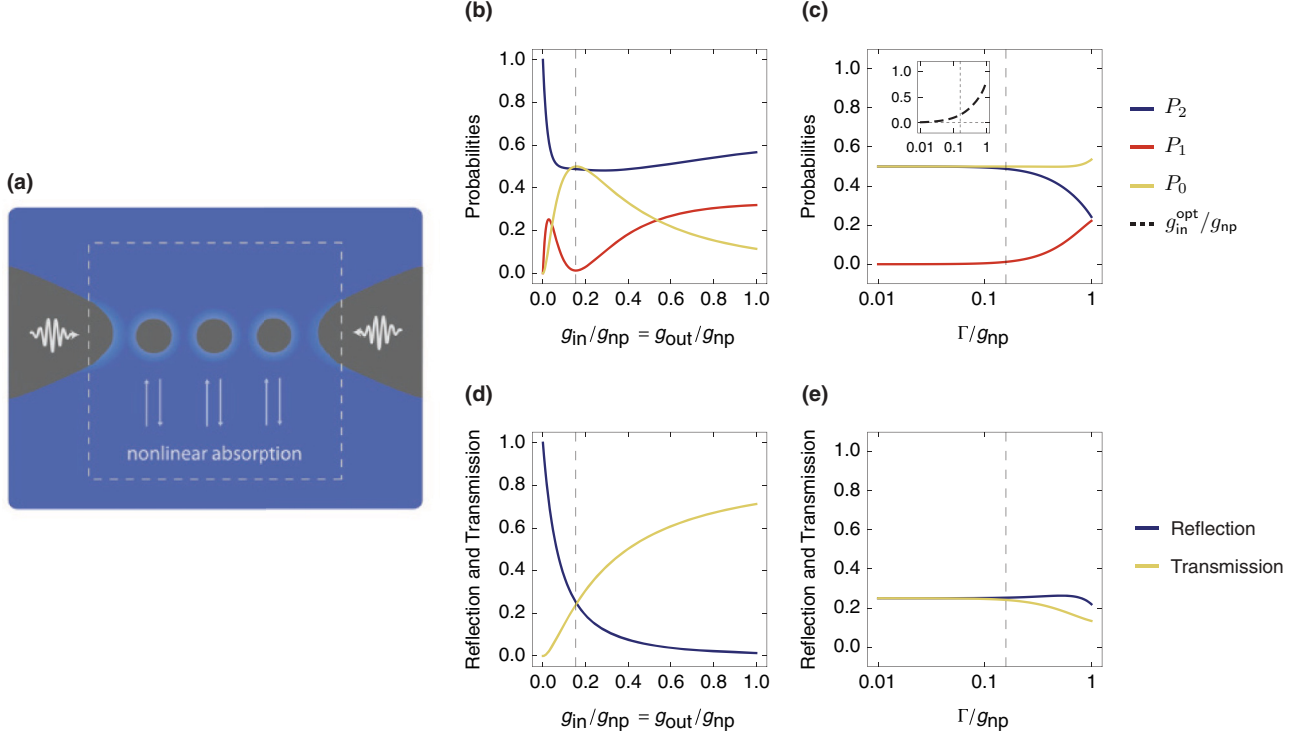 (a)
nonlinear absorption
(b)
Probabilities
1.0
0.8
0.6
0.4
0.2
0.0
0.0 0.2 0.4 0.6 0.8 1.0
g_in/g_np = g_out/g_np
(c)
Probabilities
1.0
0.8
0.6
0.4
0.2
0.0
1.0
0.5
0.0
0.01 0.1 1
0.01 0.1 1
Γ/g_np
P_2
P_1
P_0
g_in^opt/g_np
(d)
Reflection and Transmission
1.0
0.8
0.6
0.4
0.2
0.0
0.0 0.2 0.4 0.6 0.8 1.0
g_in/g_np = g_out/g_np
(e)
Reflection and Transmission
1.0
0.8
0.6
0.4
0.2
0.0
0.01 0.1 1
Γ/g_np
Reflection
Transmission